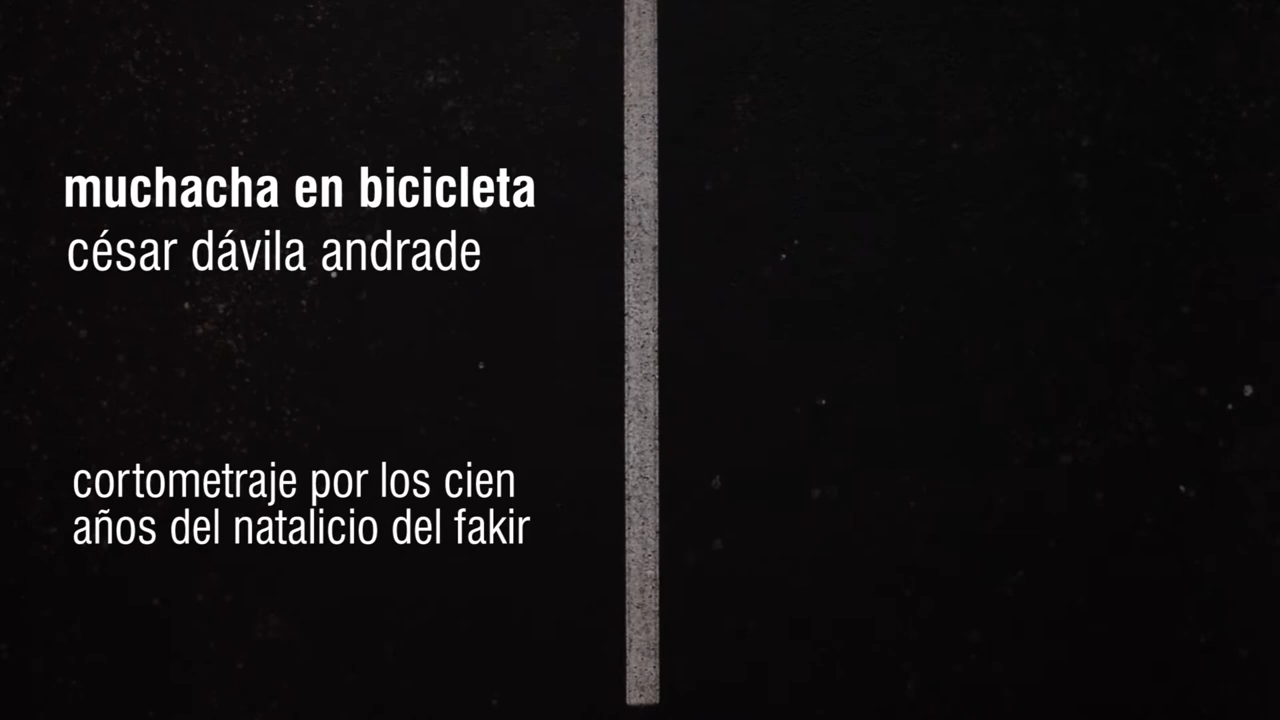 muchacha en bicicleta
césar dávila andrade
cortometraje por los cien
años del natalicio del fakir